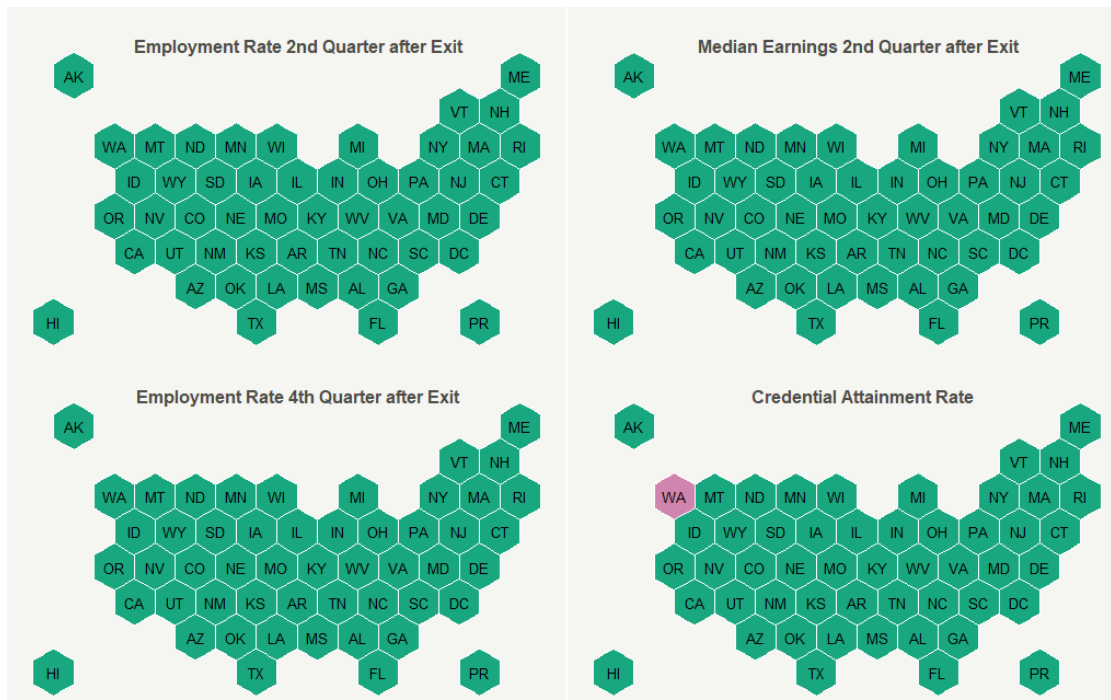 Employment Rate 2nd Quarter after Exit
AK
ME
VT NH
WA MT ND MN WI MI NY MA RI
ID WY SD IA IL IN OH PA NJ CT
OR NV CO NE MO KY WV VA MD DE
CA UT NM KS AR TN NC SC DC
AZ OK LA MS AL GA
HI TX FL PR
Median Earnings 2nd Quarter after Exit
AK
ME
VT NH
WA MT ND MN WI MI NY MA RI
ID WY SD IA IL IN OH PA NJ CT
OR NV CO NE MO KY WV VA MD DE
CA UT NM KS AR TN NC SC DC
AZ OK LA MS AL GA
HI TX FL PR
Employment Rate 4th Quarter after Exit
AK
ME
VT NH
WA MT ND MN WI MI NY MA RI
ID WY SD IA IL IN OH PA NJ CT
OR NV CO NE MO KY WV VA MD DE
CA UT NM KS AR TN NC SC DC
AZ OK LA MS AL GA
HI TX FL PR
Credential Attainment Rate
AK
ME
VT NH
WA MT ND MN WI MI NY MA RI
ID WY SD IA IL IN OH PA NJ CT
OR NV CO NE MO KY WV VA MD DE
CA UT NM KS AR TN NC SC DC
AZ OK LA MS AL GA
HI TX FL PR